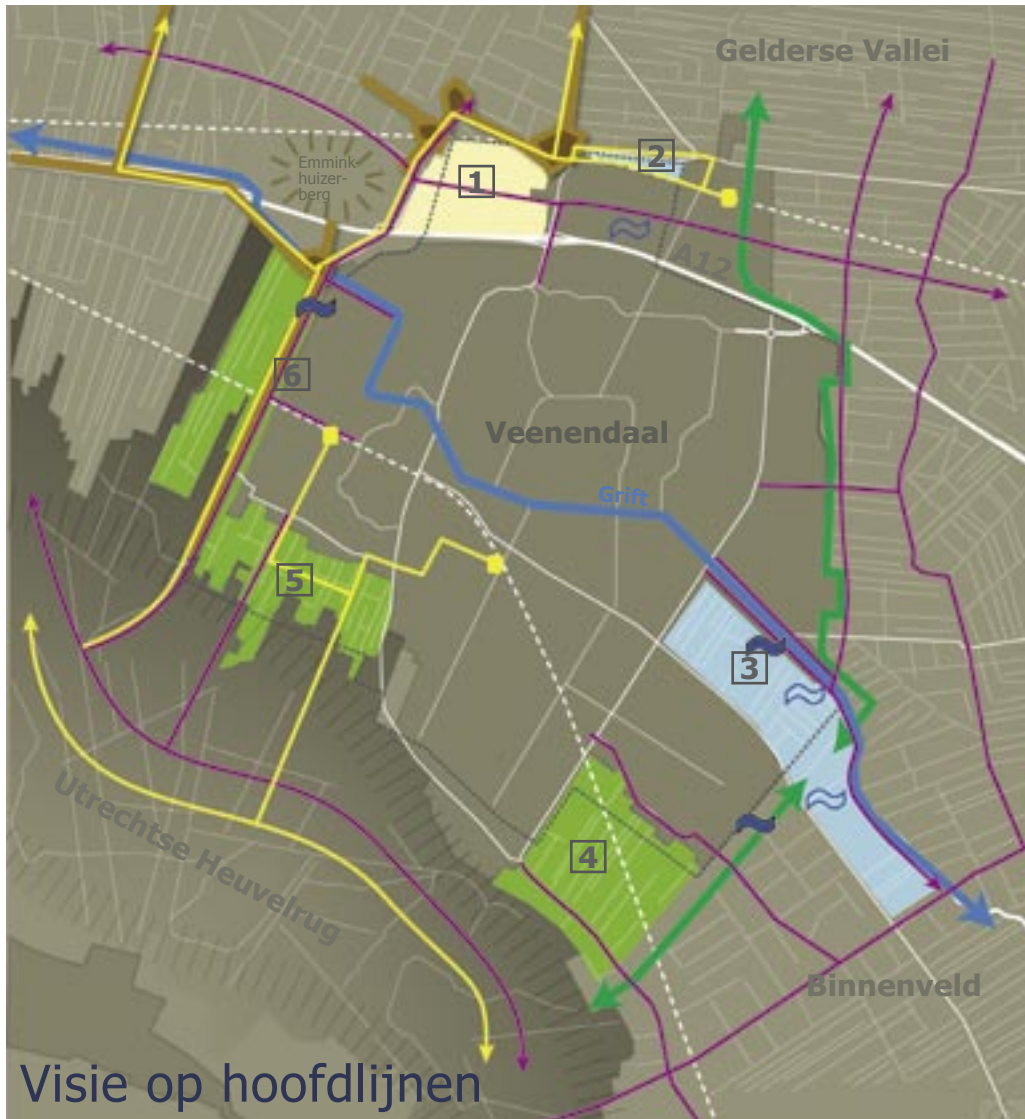 Gelderse Vallei
Emmink-
huizer-
berg
1
2
A12
6
Veenendaal
Grift
5
3
4
Utrechtse Heuvelrug
Binnenveld
Visie op hoofdlijnen